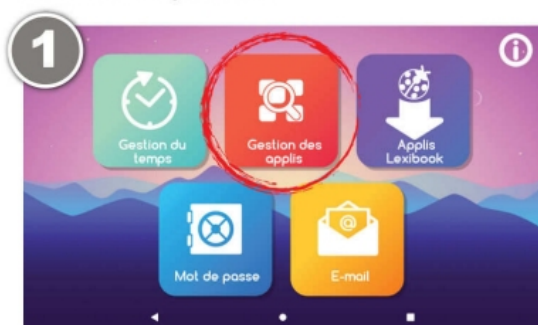 1
Gestion du
temps
Gestion des
applis
Applis
Lexibook
Mot de passe
E-mail